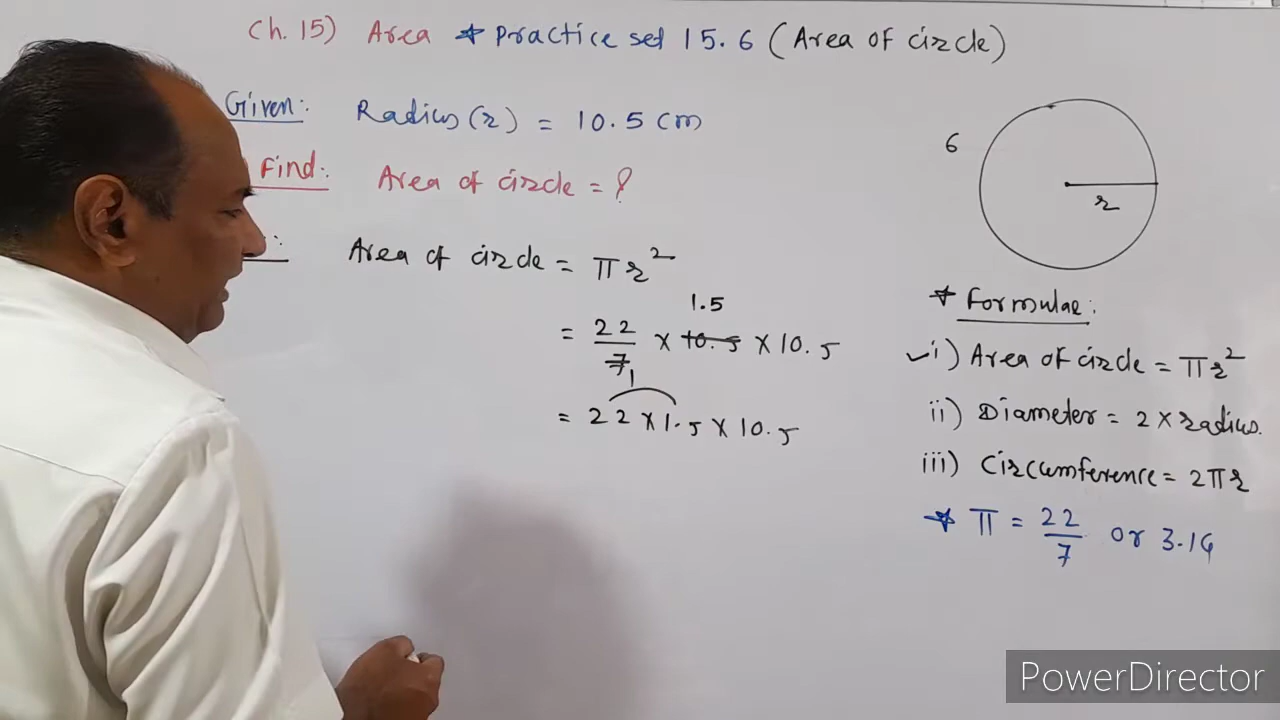 Ch. 15) Area * Practice set 15.6 (Area of circle)
Given:- Radius (r) = 10.5 cm
Find:- Area of circle = ?
Area of circle = πr²
1.5
= 22/7 × 10.5 × 10.5
1
= 22 × 1.5 × 10.5
6
r
* Formulae:
✓i) Area of circle = πr²
ii) Diameter = 2 × radius.
iii) Circumference = 2πr
* π = 22/7 or 3.14
PowerDirector